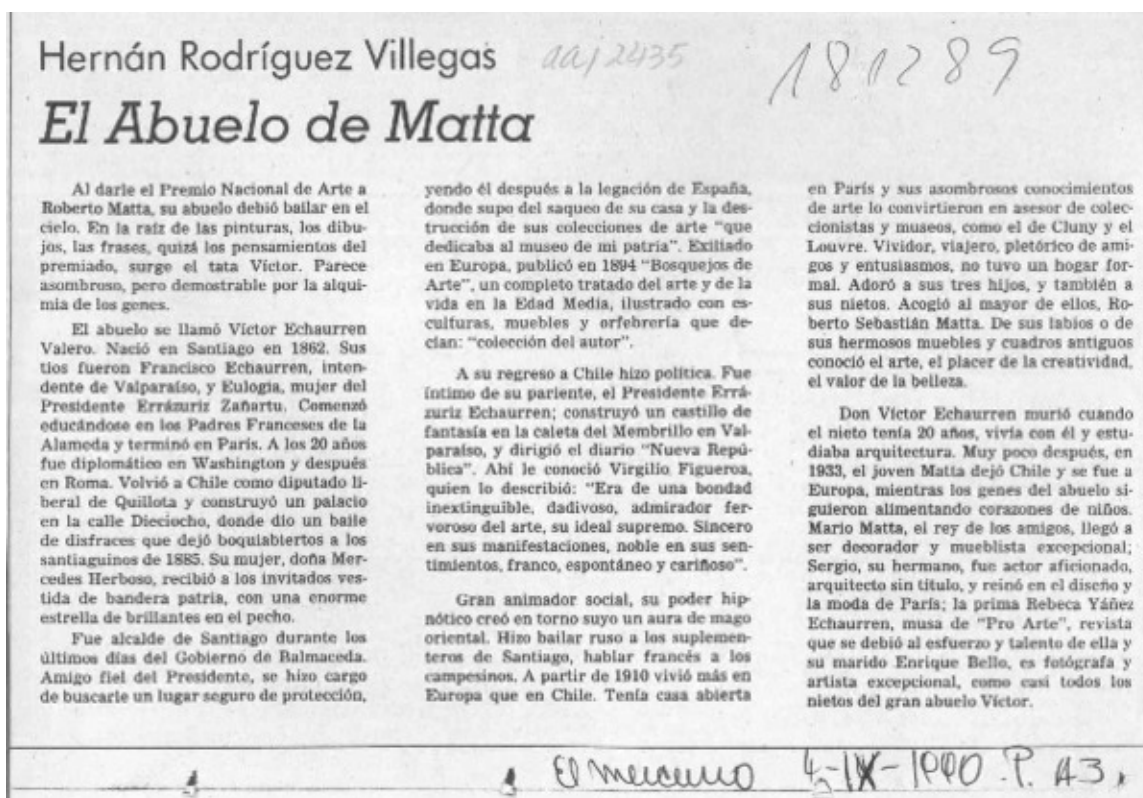 Hernán Rodríguez Villegas
aaj2435
181289
El Abuelo de Matta
Al darle el Premio Nacional de Arte a
Roberto Matta, su abuelo debió bailar en el
cielo. En la raíz de las pinturas, los dibu-
jos, las frases, quizá los pensamientos del
premiado, surge el tata Víctor. Parece
asombroso, pero demostrable por la alqui-
mia de los genes.
El abuelo se llamó Víctor Echaurren
Valero. Nació en Santiago en 1862. Sus
tíos fueron Francisco Echaurren, inten-
dente de Valparaíso, y Eulogia, mujer del
Presidente Errázuriz Zañartu. Comenzó
educándose en los Padres Franceses de la
Alameda y terminó en París. A los 20 años
fue diplomático en Washington y después
en Roma. Volvió a Chile como diputado li-
beral de Quillota y construyó un palacio
en la calle Dieciocho, donde dio un baile
de disfraces que dejó boquiabiertos a los
santiaguinos de 1885. Su mujer, doña Mer-
cedes Herboso, recibió a los invitados ves-
tida de bandera patria, con una enorme
estrella de brillantes en el pecho.
Fue alcalde de Santiago durante los
últimos días del Gobierno de Balmaceda.
Amigo fiel del Presidente, se hizo cargo
de buscarle un lugar seguro de protección,
yendo él después a la legación de España,
donde supo del saqueo de su casa y la des-
trucción de sus colecciones de arte "que
dedicaba al museo de mi patria". Exiliado
en Europa, publicó en 1894 "Bosquejos de
Arte", un completo tratado del arte y de la
vida en la Edad Media, ilustrado con es-
culturas, muebles y orfebrería que de-
cían: "colección del autor".
A su regreso a Chile hizo política. Fue
íntimo de su pariente, el Presidente Errá-
zuriz Echaurren; construyó un castillo de
fantasía en la caleta del Membrillo en Val-
paraíso, y dirigió el diario "Nueva Repú-
blica". Ahí le conoció Virgilio Figueroa,
quien lo describió: "Era de una bondad
inextinguible, dadivoso, admirador fer-
voroso del arte, su ideal supremo. Sincero
en sus manifestaciones, noble en sus sen-
timientos, franco, espontáneo y cariñoso".
Gran animador social, su poder hip-
nótico creó en torno suyo un aura de mago
oriental. Hizo bailar ruso a los suplemen-
teros de Santiago, hablar francés a los
campesinos. A partir de 1910 vivió más en
Europa que en Chile. Tenía casa abierta
en París y sus asombrosos conocimientos
de arte lo convirtieron en asesor de colec-
cionistas y museos, como el de Cluny y el
Louvre. Vividor, viajero, pletórico de ami-
gos y entusiasmos, no tuvo un hogar for-
mal. Adoró a sus tres hijos, y también a
sus nietos. Acogió al mayor de ellos, Ro-
berto Sebastián Matta. De sus labios o de
sus hermosos muebles y cuadros antiguos
conoció el arte, el placer de la creatividad,
el valor de la belleza.
Don Víctor Echaurren murió cuando
el nieto tenía 20 años, vivía con él y estu-
diaba arquitectura. Muy poco después, en
1933, el joven Matta dejó Chile y se fue a
Europa, mientras los genes del abuelo si-
guieron alimentando corazones de niños.
Mario Matta, el rey de los amigos, llegó a
ser decorador y mueblista excepcional;
Sergio, su hermano, fue actor aficionado,
arquitecto sin título, y reinó en el diseño y
la moda de París; la prima Rebeca Yáñez
Echaurren, musa de "Pro Arte", revista
que se debió al esfuerzo y talento de ella y
su marido Enrique Bello, es fotógrafa y
artista excepcional, como casi todos los
nietos del gran abuelo Víctor.
El Mercurio 4-IX-1990. P. A3.